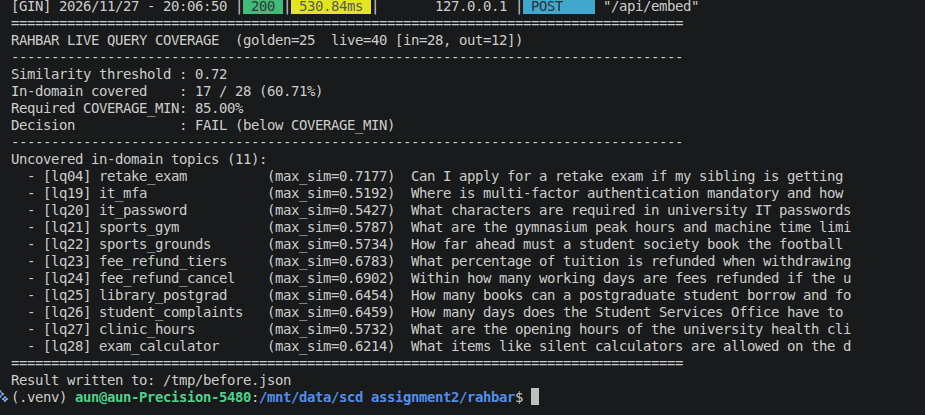 [GIN] 2026/11/27 - 20:06:50 | 200 | 530.84ms | 127.0.0.1 | POST "/api/embed"
================================================================================
RAHBAR LIVE QUERY COVERAGE (golden=25 live=40 [in=28, out=12])
--------------------------------------------------------------------------------
Similarity threshold : 0.72
In-domain covered : 17 / 28 (60.71%)
Required COVERAGE_MIN: 85.00%
Decision : FAIL (below COVERAGE_MIN)
--------------------------------------------------------------------------------
Uncovered in-domain topics (11):
- [lq04] retake_exam (max_sim=0.7177) Can I apply for a retake exam if my sibling is getting
- [lq19] it_mfa (max_sim=0.5192) Where is multi-factor authentication mandatory and how
- [lq20] it_password (max_sim=0.5427) What characters are required in university IT passwords
- [lq21] sports_gym (max_sim=0.5787) What are the gymnasium peak hours and machine time limi
- [lq22] sports_grounds (max_sim=0.5734) How far ahead must a student society book the football
- [lq23] fee_refund_tiers (max_sim=0.6783) What percentage of tuition is refunded when withdrawing
- [lq24] fee_refund_cancel (max_sim=0.6902) Within how many working days are fees refunded if the u
- [lq25] library_postgrad (max_sim=0.6454) How many books can a postgraduate student borrow and fo
- [lq26] student_complaints (max_sim=0.6459) How many days does the Student Services Office have to
- [lq27] clinic_hours (max_sim=0.5732) What are the opening hours of the university health cli
- [lq28] exam_calculator (max_sim=0.6214) What items like silent calculators are allowed on the d
================================================================================
Result written to: /tmp/before.json
(.venv) aun@aun-Precision-5480:/mnt/data/scd assignment2/rahbar$